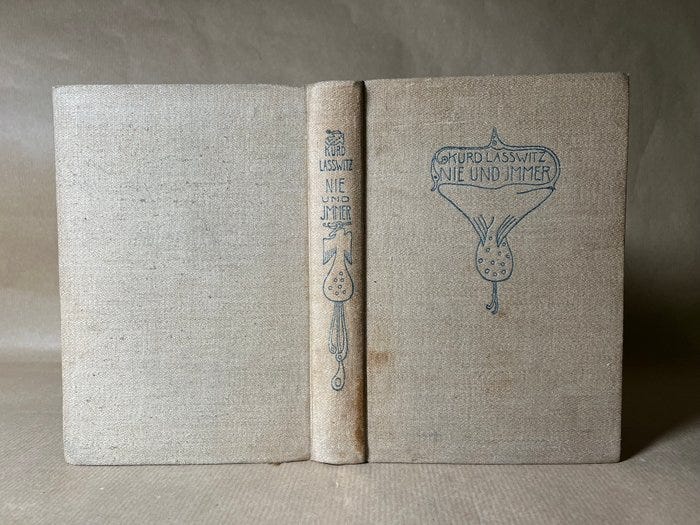 KURD
LASSWITZ
NIE
UND
JMMER
KURD LASSWITZ
NIE UND JMMER